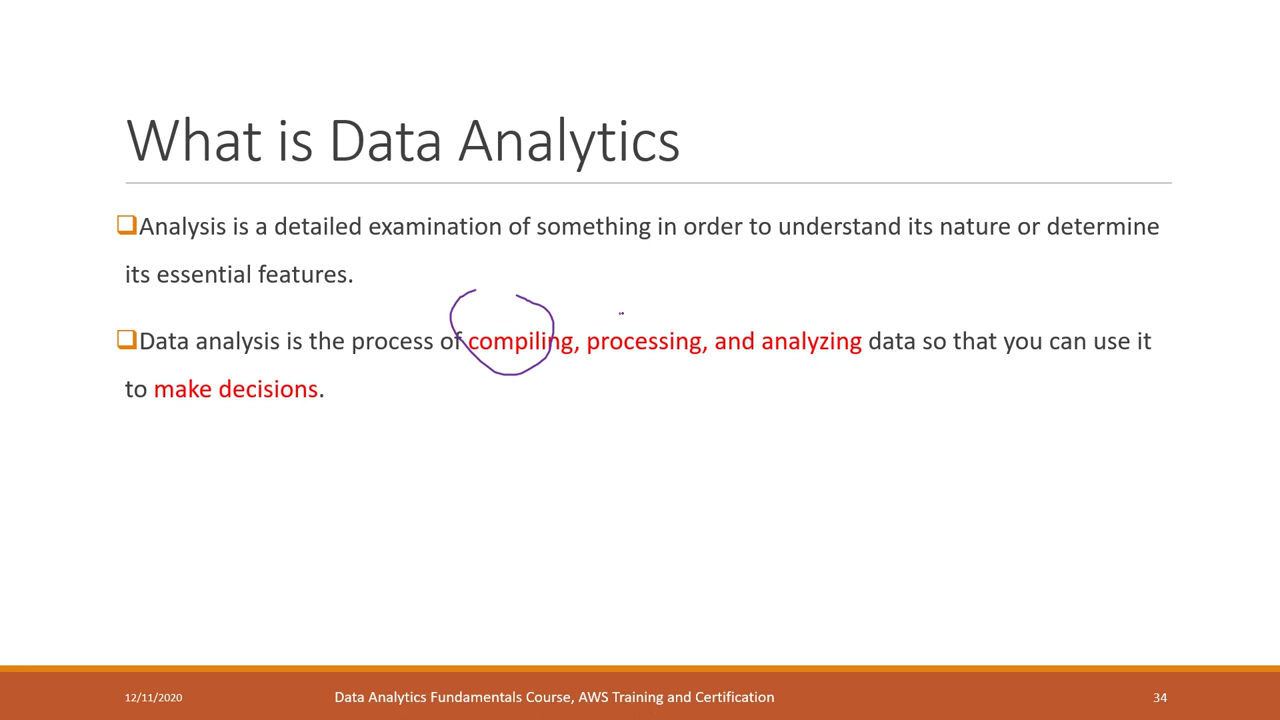 What is Data Analytics
Analysis is a detailed examination of something in order to understand its nature or determine
its essential features.
Data analysis is the process of compiling, processing, and analyzing data so that you can use it
to make decisions.
12/11/2020 Data Analytics Fundamentals Course, AWS Training and Certification 34